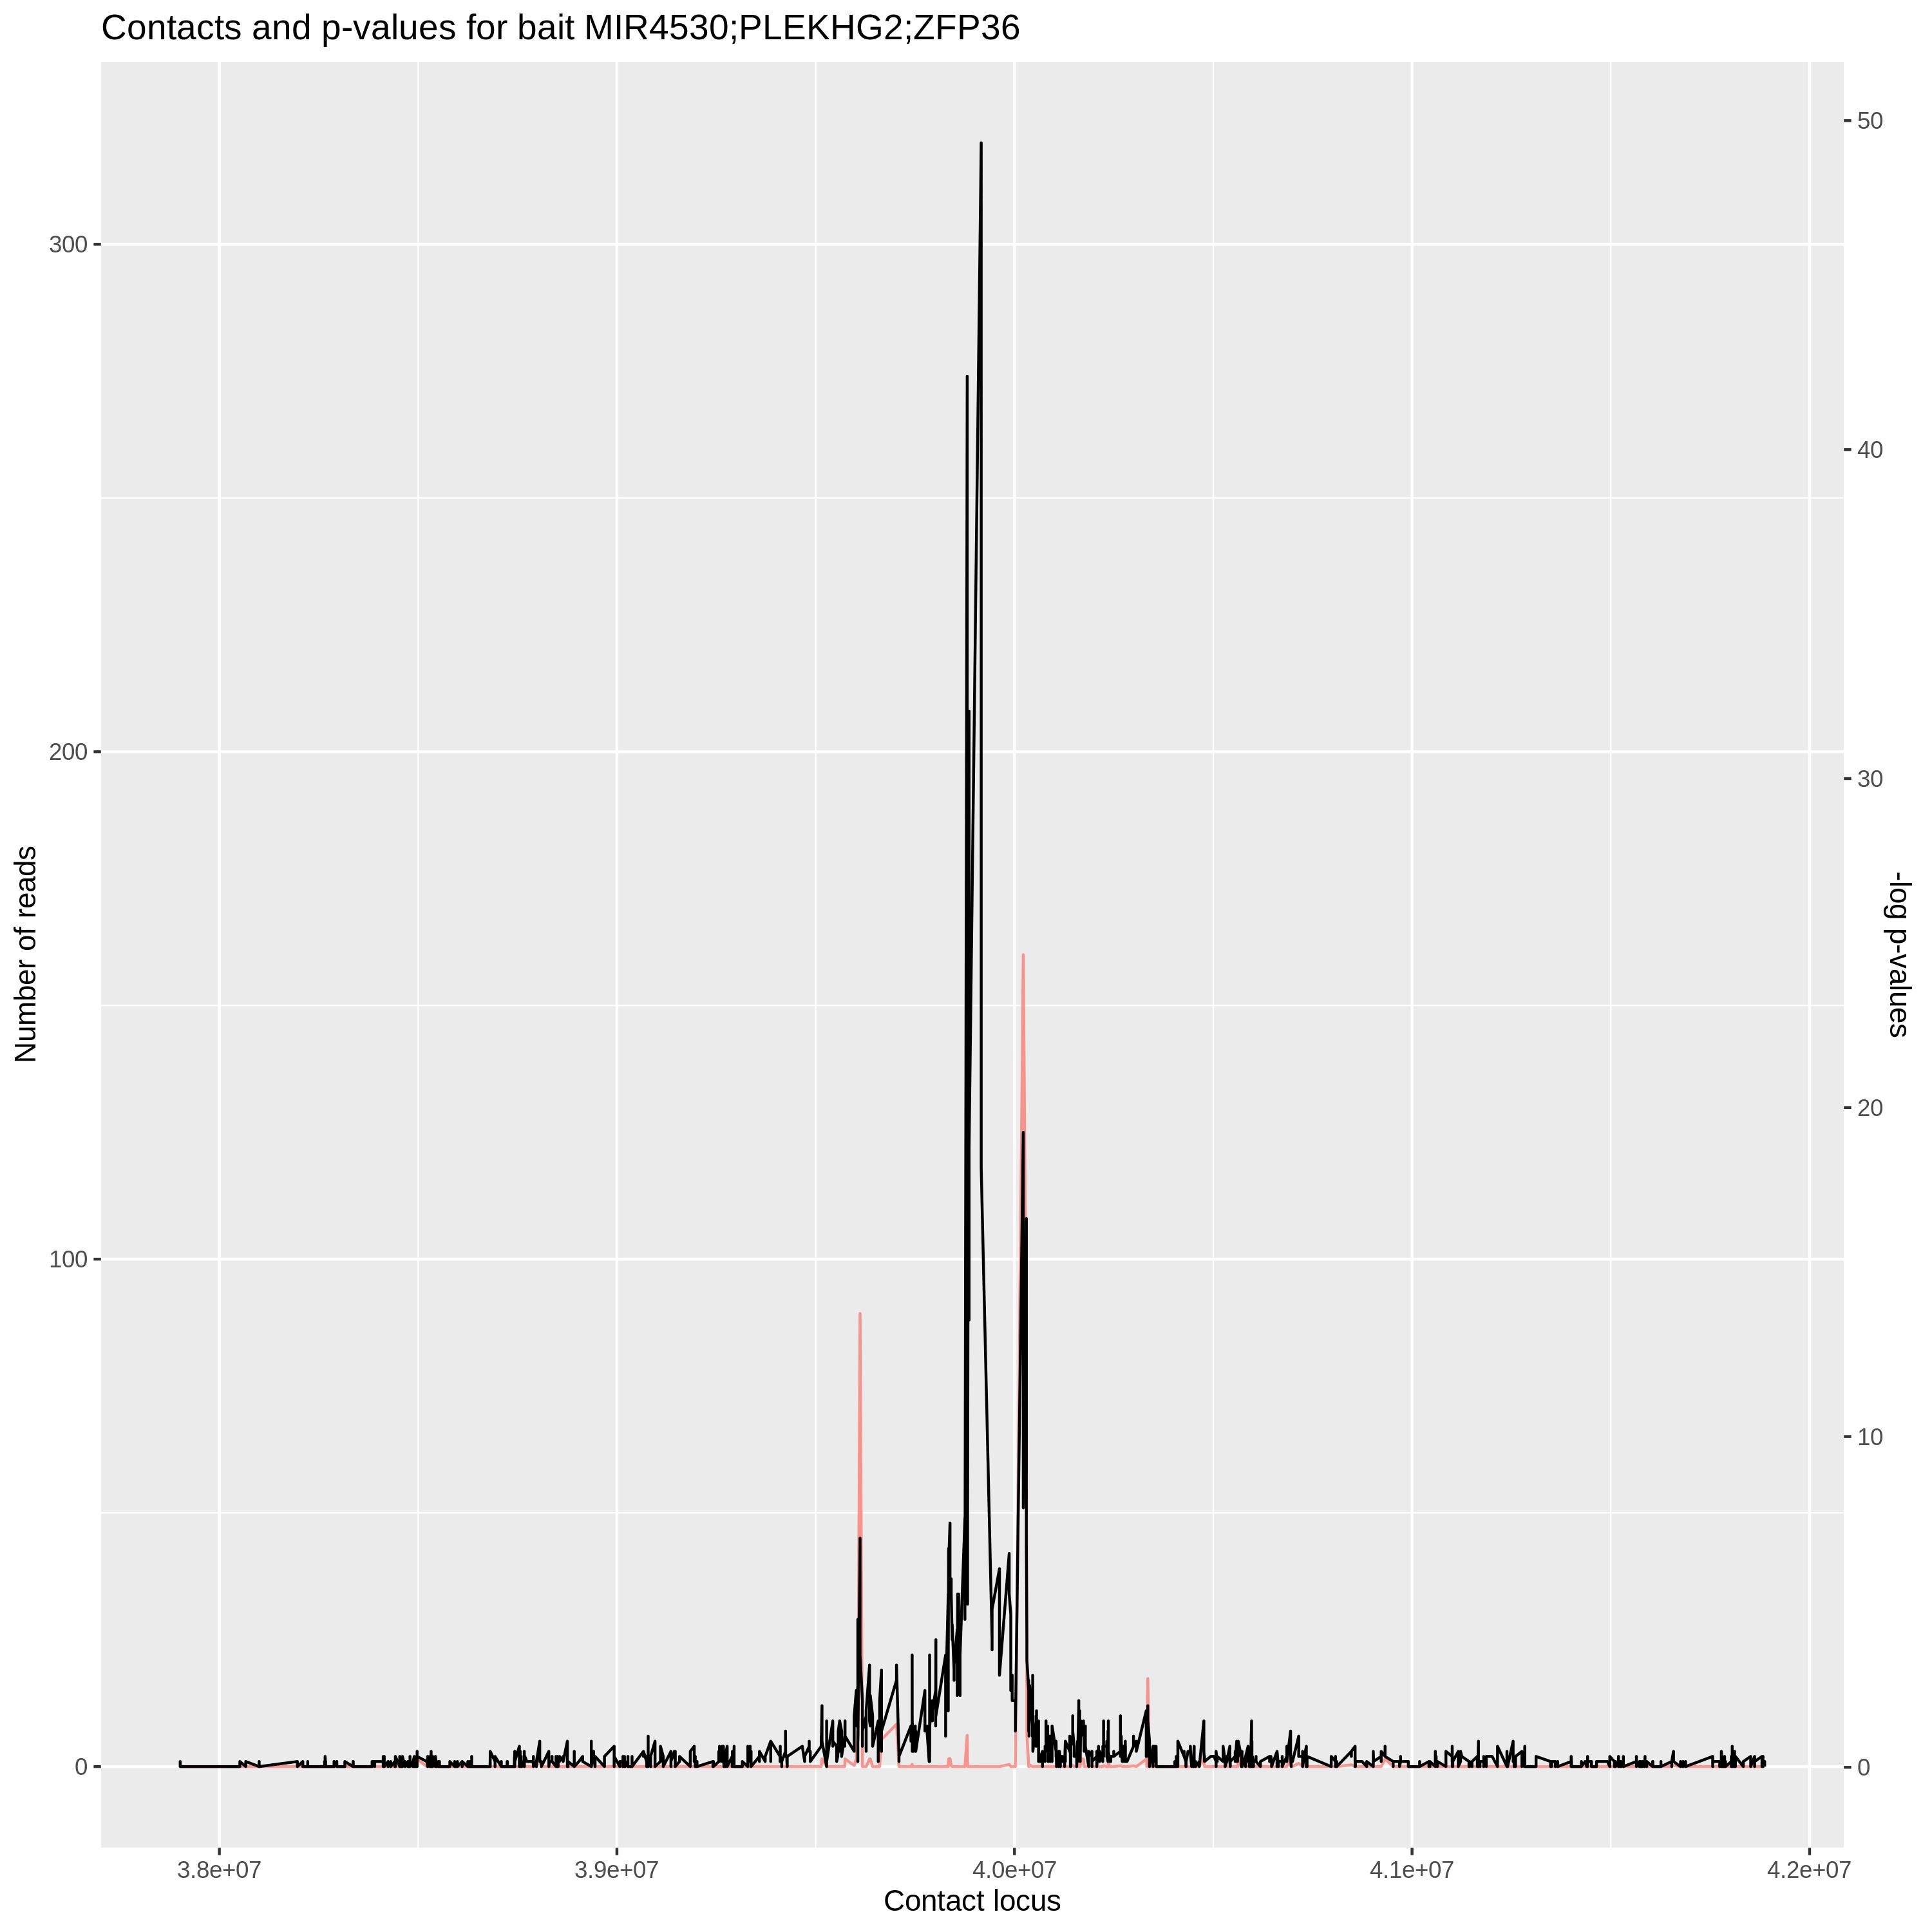 Contacts and p-values for bait MIR4530;PLEKHG2;ZFP36
Number of reads
300
200
100
0
-log p-values
50
40
30
20
10
0
3.8e+07
3.9e+07
4.0e+07
4.1e+07
4.2e+07
Contact locus